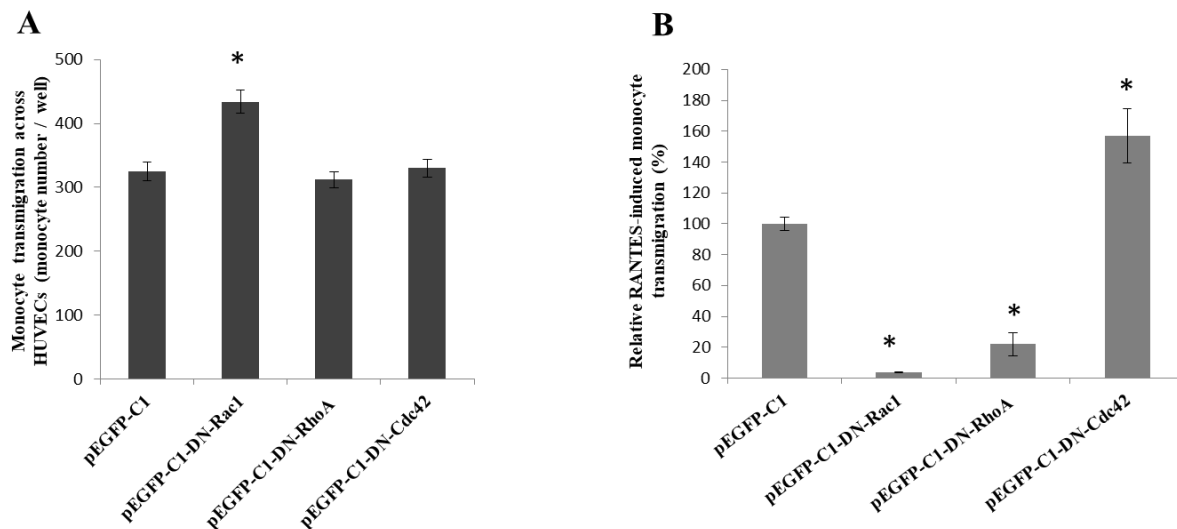 A
Monocyte transmigration across
HUVECs (monocyte number / well)
500
400
300
200
100
0
*
pEGFP-C1
pEGFP-C1-DN-Rac1
pEGFP-C1-DN-RhoA
pEGFP-C1-DN-Cdc42
B
Relative RANTES-induced monocyte
transmigration (%)
200
180
160
140
120
100
80
60
40
20
0
*
*
*
pEGFP-C1
pEGFP-C1-DN-Rac1
pEGFP-C1-DN-RhoA
pEGFP-C1-DN-Cdc42